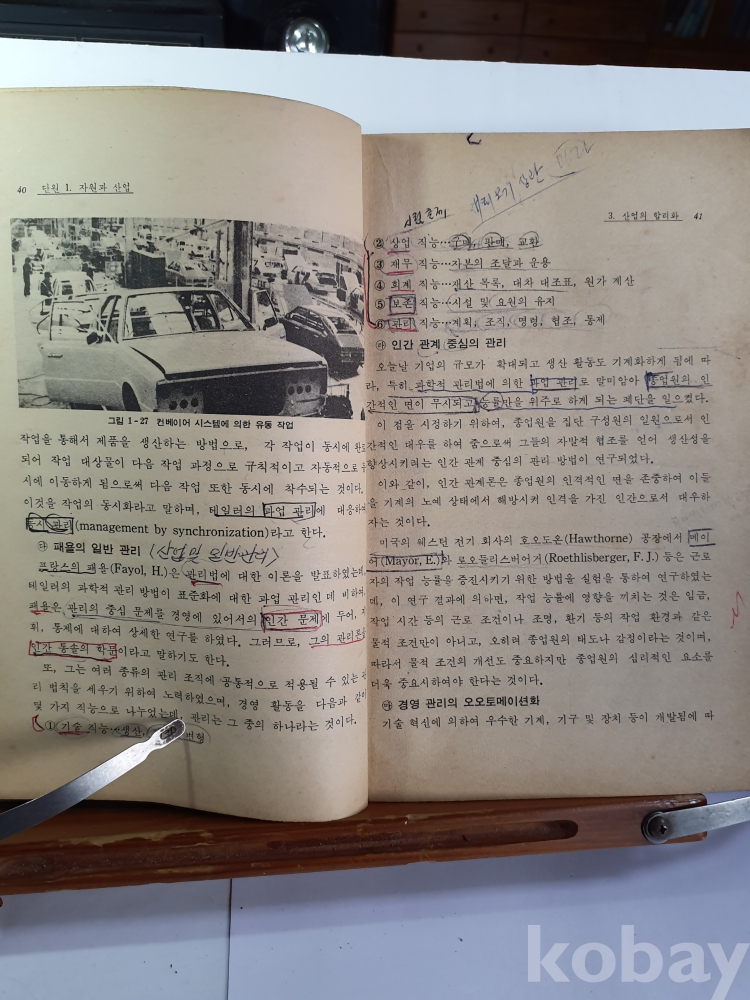 40 단원 1. 자원과 산업
그림 1-27 컨베이어 시스템에 의한 유동 작업
작업을 통해서 제품을 생산하는 방법으로, 각 작업이 동시에
되어 작업 대상물이 다음 작업 과정으로 규칙적이고 자동적으로
시에 이동하게 됨으로써 다음 작업 또한 동시에 착수되는 것이다.
이것을 작업의 동시화라고 말하며, 테일러의 과업 관리에 대응하여
동시 관리(management by synchronization)라고 한다.
㉰ 패욜의 일반 관리 (산업 및 일반관리)
프랑스의 패욜(Fayol, H.)은 관리법에 대한 이론을 발표하였는데,
테일러의 과학적 관리 방법이 표준화에 대한 과업 관리인 데 비하여,
패욜은 관리의 중심 문제를 경영에 있어서의 인간 문제에 두어,
휘, 통제에 대하여 상세한 연구를 하였다. 그러므로, 그의 관리론을
인간 통솔의 학문이라고 말하기도 한다.
또, 그는 여러 종류의 관리 조직에 공통적으로 적용될 수 있는
리 법칙을 세우기 위하여 노력하였으며, 경영 활동을 다음과 같이
몇 가지 직능으로 나누었는데, 관리는 그 중의 하나라는 것이다.
① 기술 직능…생산, 변형
3. 산업의 합리화 41
② 상업 직능…구매, 판매, 교환
③ 재무 직능…자본의 조달과 운용
④ 회계 직능…재산 목록, 대차 대조표, 원가 계산
⑤ 보존 직능…시설 및 요원의 유지
⑥ 관리 직능…계획, 조직, 명령, 협조, 통제
㉱ 인간 관계 중심의 관리
오늘날 기업의 규모가 확대되고 생산 활동도 기계화하게 됨에 따
라, 특히 과학적 관리법에 의한 과업 관리로 말미암아 종업원의 인
간적인 면이 무시되고 능률만을 위주로 하게 되는 폐단을 일으켰다.
이 점을 시정하기 위하여, 종업원을 집단 구성원의 일원으로서 인
간적인 대우를 하여 줌으로써 그들의 자발적 협조를 얻어 생산성을
향상시키려는 인간 관계 중심의 관리 방법이 연구되었다.
이와 같이, 인간 관계론은 종업원의 인격적인 면을 존중하여 이들
을 기계의 노예 상태에서 해방시켜 인격을 가진 인간으로서 대우하
자는 것이다.
미국의 웨스턴 전기 회사의 호오도온(Hawthorne) 공장에서 메이
어(Mayor, E.)와 로오들리스버어거(Roethlisberger, F. J.) 등은 근로
자의 작업 능률을 증진시키기 위한 방법을 실험을 통하여 연구하였는
데, 이 연구 결과에 의하면, 작업 능률에 영향을 끼치는 것은 임금,
작업 시간 등의 근로 조건이나 조명, 환기 등의 작업 환경과 같은
물적 조건만이 아니고, 오히려 종업원의 태도나 감정이라는 것이며,
따라서 물적 조건의 개선도 중요하지만 종업원의 심리적인 요소를
더욱 중요시하여야 한다는 것이다.
㉲ 경영 관리의 오오토메이션화
기술 혁신에 의하여 우수한 기계, 기구 및 장치 등이 개발됨에 따
kobay